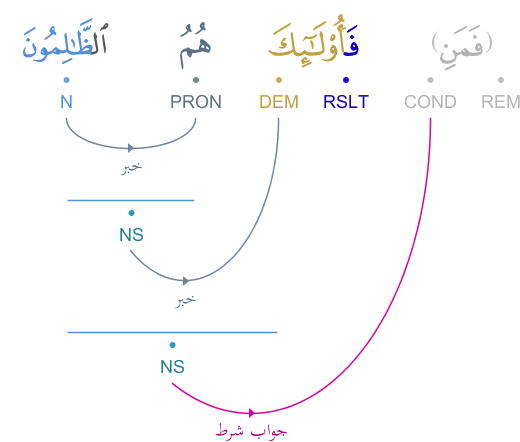 (فَمَنِ) فَأُوْلَـٰٓئِكَ هُمُ ٱلظَّـٰلِمُونَ
REM COND RSLT DEM PRON N
خبر
NS
خبر
NS
جواب شرط